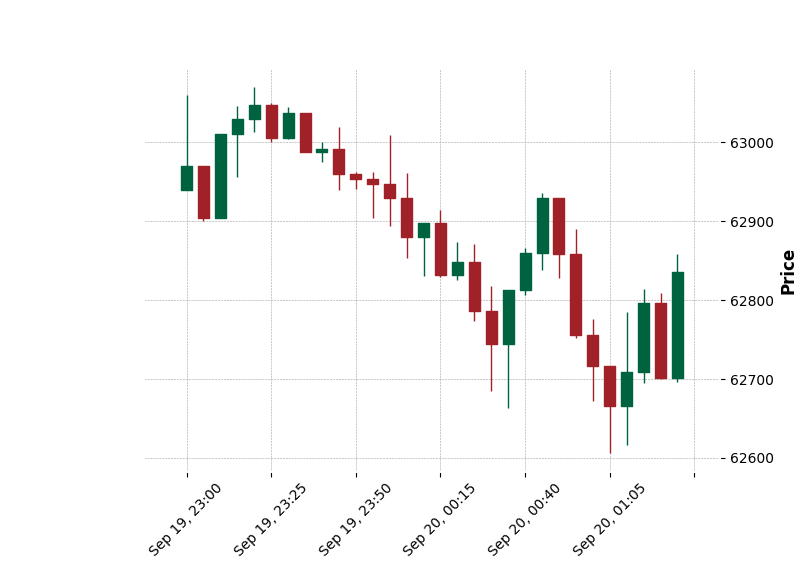 63000
62900
62800
62700
62600
Price
Sep 19, 23:00
Sep 19, 23:25
Sep 19, 23:50
Sep 20, 00:15
Sep 20, 00:40
Sep 20, 01:05